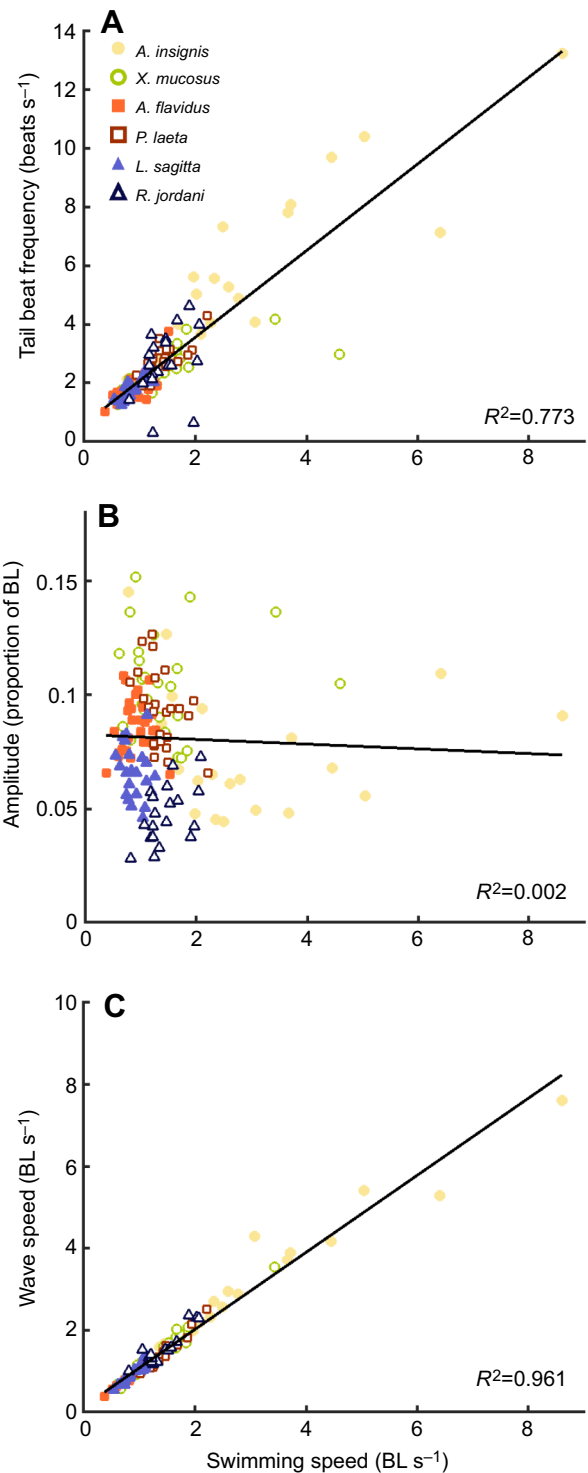 A
14
12
10
8
6
4
2
0
Tail beat frequency (beats s⁻¹)
A. insignis
X. mucosus
A. flavidus
P. laeta
L. sagitta
R. jordani
R²=0.773
0
2
4
6
8
B
0.15
0.1
0.05
0
Amplitude (proportion of BL)
R²=0.002
0
2
4
6
8
C
10
8
6
4
2
0
Wave speed (BL s⁻¹)
R²=0.961
0
2
4
6
8
Swimming speed (BL s⁻¹)